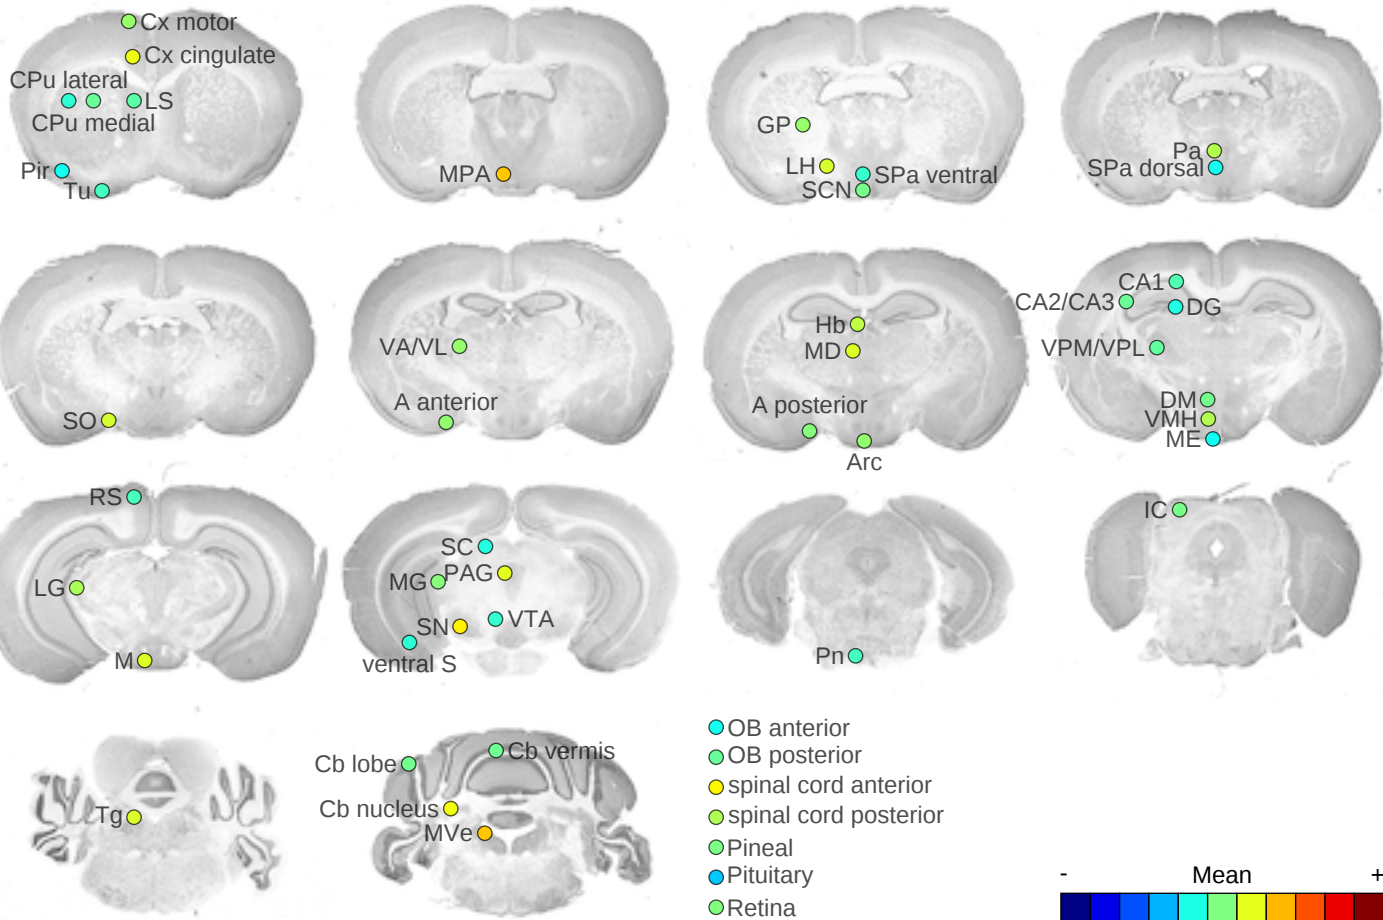 Cx motor
Cx cingulate
CPu lateral
LS
CPu medial
Pir
Tu
MPA
GP
LH
SPa ventral
SCN
Pa
SPa dorsal
SO
VA/VL
A anterior
Hb
MD
A posterior
Arc
CA1
CA2/CA3
DG
VPM/VPL
DM
VMH
ME
RS
LG
M
SC
PAG
MG
SN
VTA
ventral S
Pn
IC
Tg
Cb lobe
Cb vermis
Cb nucleus
MVe
OB anterior
OB posterior
spinal cord anterior
spinal cord posterior
Pineal
Pituitary
Retina
- Mean +